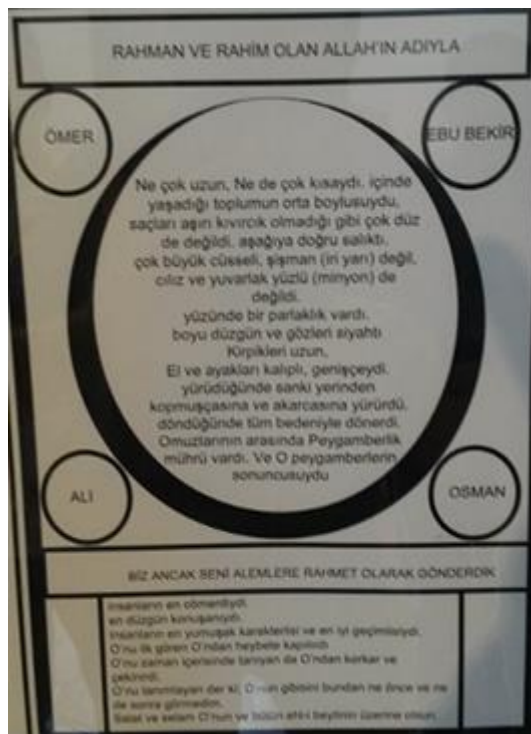 RAHMAN VE RAHİM OLAN ALLAH'IN ADIYLA
ÖMER
EBU BEKİR
Ne çok uzun, Ne de çok kısaydı. içinde
yaşadığı toplumun orta boylusuydu,
saçları aşırı kıvırcık olmadığı gibi çok düz
de değildi, aşağıya doğru salıktı.
çok büyük cüsseli, şişman (iri yarı) değil,
cılız ve yuvarlak yüzlü (minyon) de
değildi.
yüzünde bir parlaklık vardı.
boyu düzgün ve gözleri siyahtı
Kirpikleri uzun,
El ve ayakları kalıplı, genişçeydi.
yürüdüğünde sanki yerinden
kopmuşcasına ve akarcasına yürürdü,
döndüğünde tüm bedeniyle dönerdi.
Omuzlarının arasında Peygamberlik
mührü vardı. Ve O peygamberlerin
sonuncusuydu
ALİ
OSMAN
BİZ ANCAK SENİ ALEMLERE RAHMET OLARAK GÖNDERDİK
insanların en cömertiydi.
en düzgün konuşanıydı.
İnsanların en yumuşak karakterlisi ve en iyi geçimlisiydi.
O'nu ilk gören O'ndan heybete kapılırdı
O'nu zaman içerisinde tanıyan da O'ndan korkar ve
çekinirdi.
O'nu tanımlayan der ki; O'nun gibisini bundan ne önce ve ne
de sonra görmedim.
Salat ve selam O'nun ve bütün ehl-i beytinin üzerine olsun.